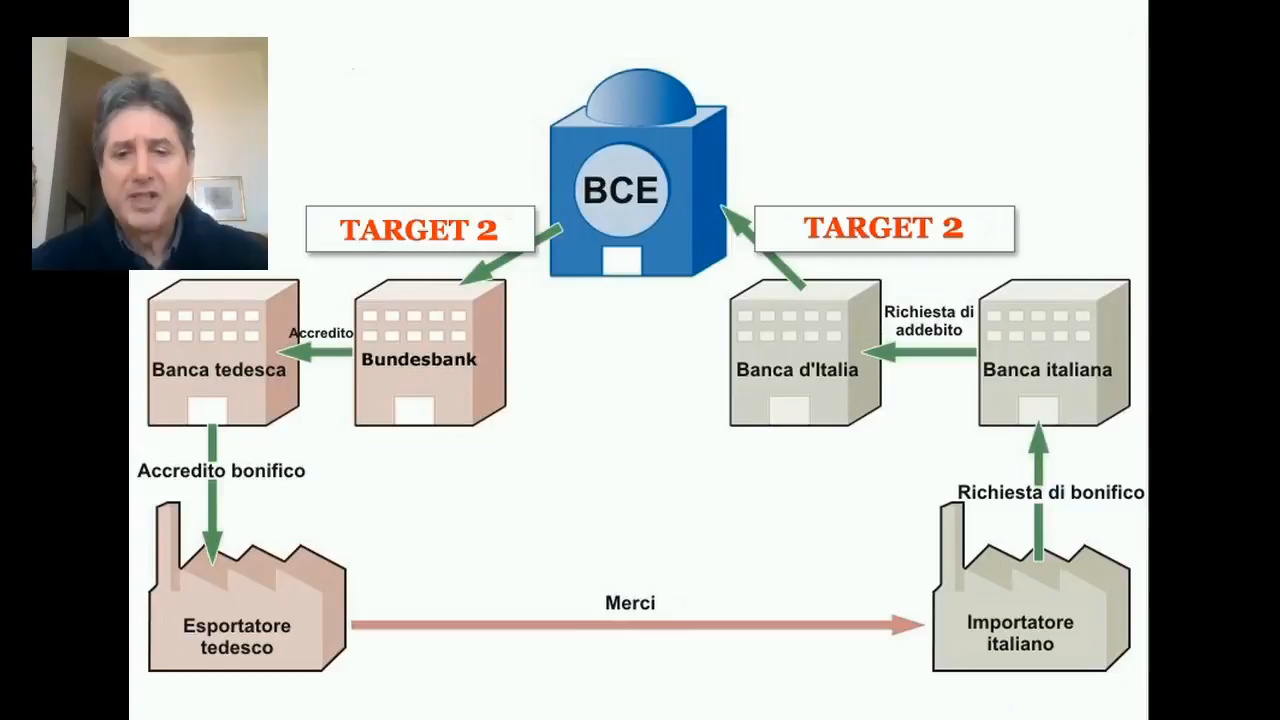 BCE
TARGET 2
TARGET 2
Banca tedesca
Accredito
Bundesbank
Banca d'Italia
Richiesta di
addebito
Banca italiana
Accredito bonifico
Richiesta di bonifico
Merci
Esportatore
tedesco
Importatore
italiano